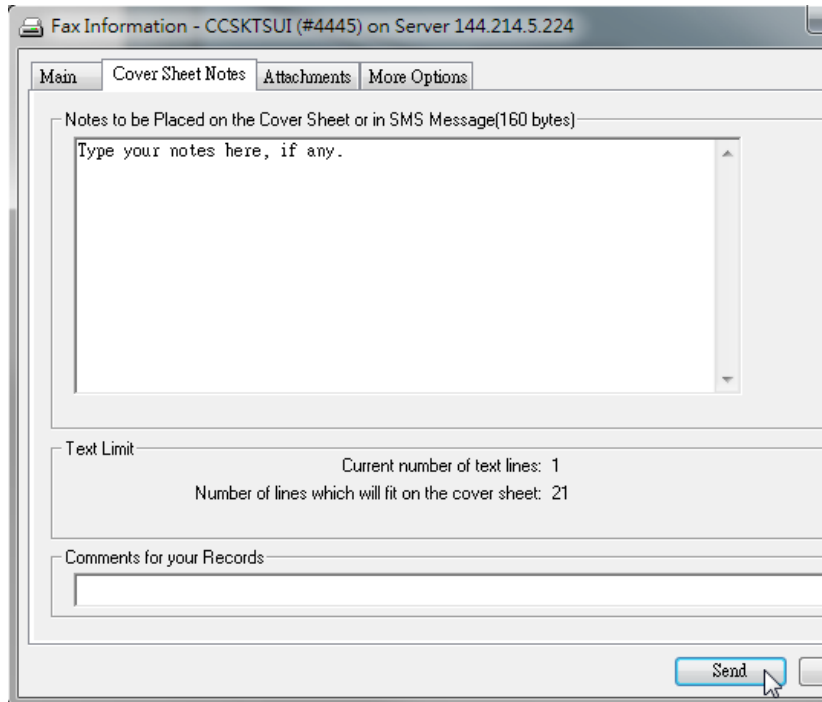 Fax Information - CCSKTSUI (#4445) on Server 144.214.5.224
Main Cover Sheet Notes Attachments More Options
Notes to be Placed on the Cover Sheet or in SMS Message(160 bytes)
Type your notes here, if any.
Text Limit
Current number of text lines: 1
Number of lines which will fit on the cover sheet: 21
Comments for your Records
Send